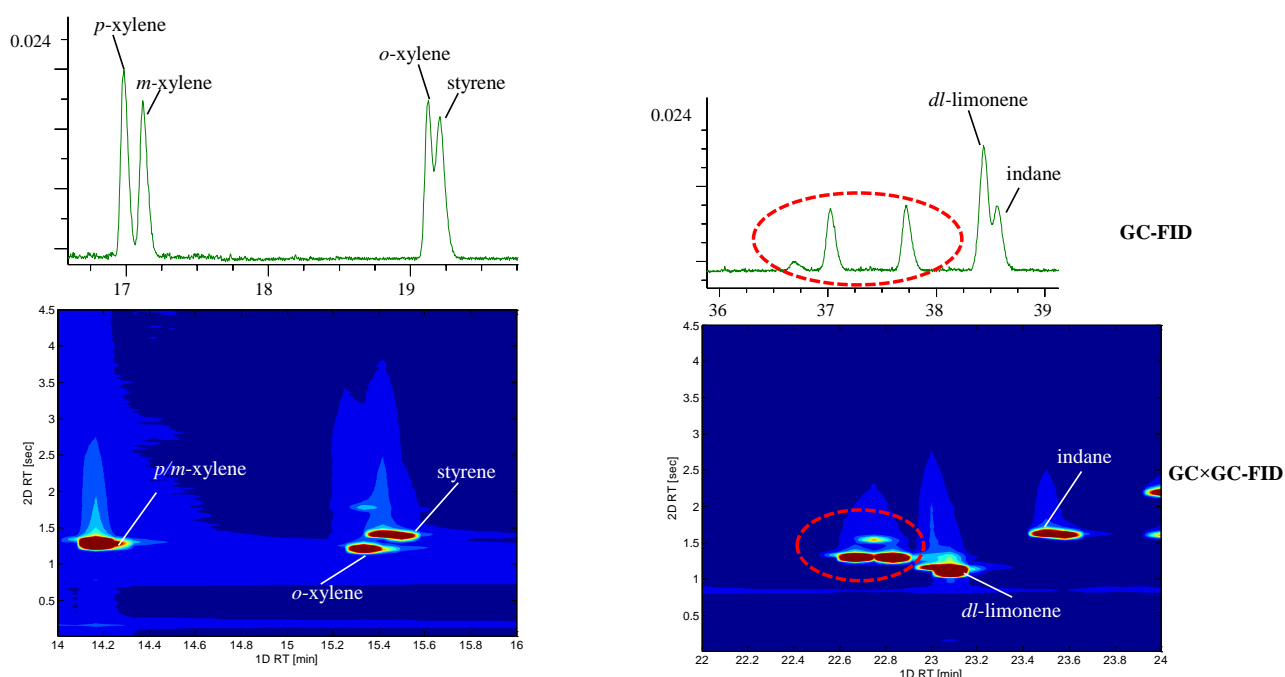 p-xylene
0.024
m-xylene
o-xylene
styrene
17
18
19
4.5
4
3.5
3
2.5
2
1.5
1
0.5
2D RT [sec]
p/m-xylene
styrene
o-xylene
14
14.2
14.4
14.6
14.8
15
15.2
15.4
15.6
15.8
16
1D RT [min]
dl-limonene
0.024
indane
GC-FID
36
37
38
39
4.5
4
3.5
3
2.5
2
1.5
1
0.5
2D RT [sec]
indane
GC×GC-FID
dl-limonene
22
22.2
22.4
22.6
22.8
23
23.2
23.4
23.6
23.8
24
1D RT [min]